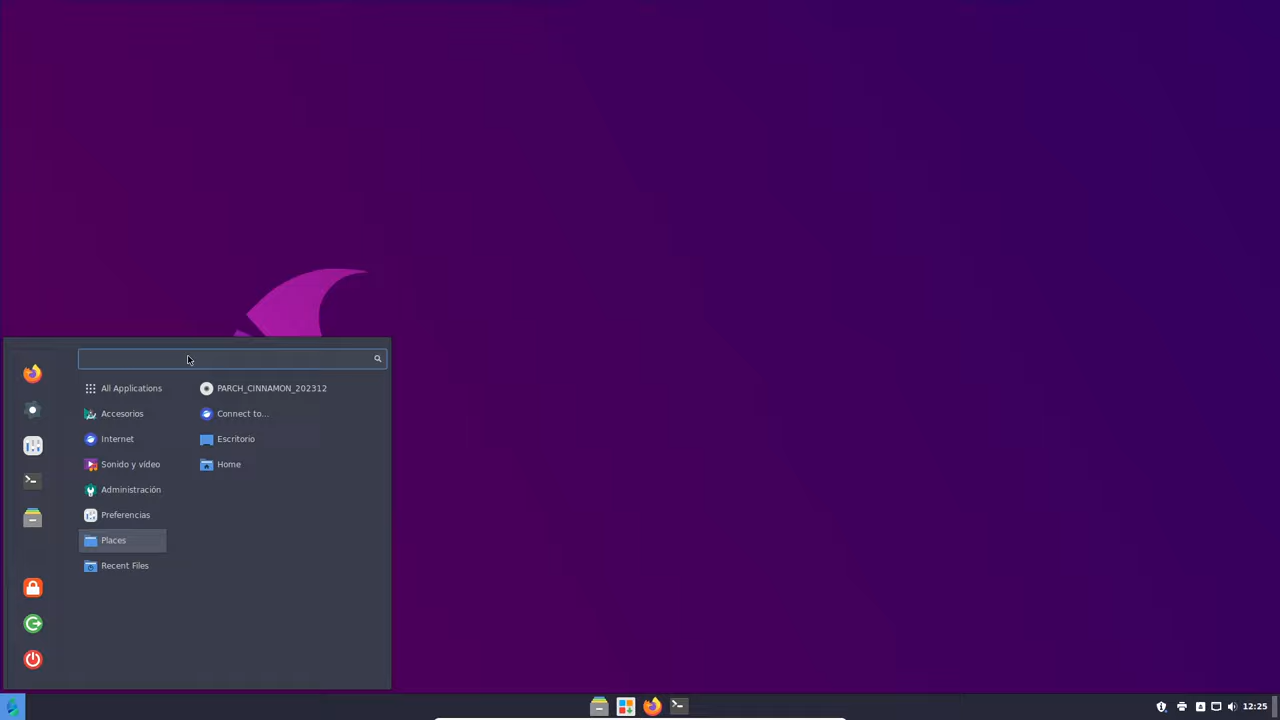 All Applications
PARCH_CINNAMON_202312
Accesorios
Connect to...
Internet
Escritorio
Sonido y vídeo
Home
Administración
Preferencias
Places
Recent Files
12:25